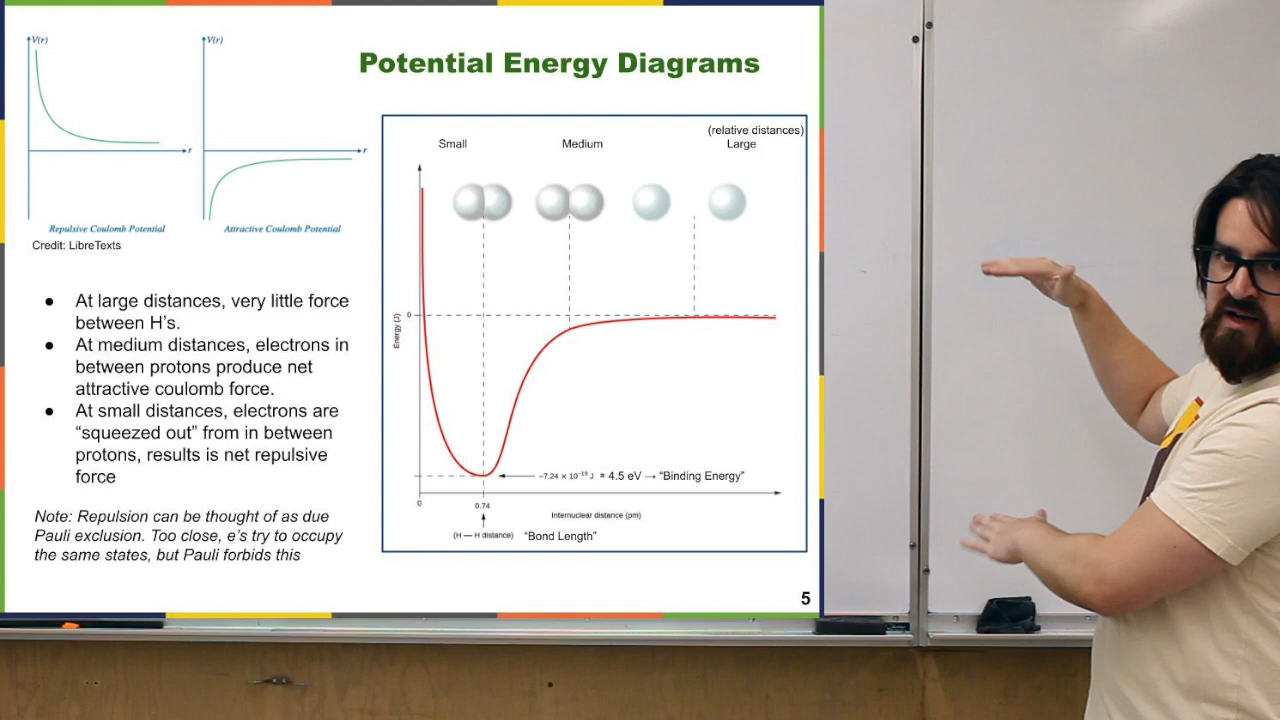 Potential Energy Diagrams
V(r)
r
Repulsive Coulomb Potential
V(r)
r
Attractive Coulomb Potential
Credit: LibreTexts
● At large distances, very little force
between H's.
● At medium distances, electrons in
between protons produce net
attractive coulomb force.
● At small distances, electrons are
“squeezed out” from in between
protons, results is net repulsive
force
Note: Repulsion can be thought of as due
Pauli exclusion. Too close, e's try to occupy
the same states, but Pauli forbids this
(relative distances)
Small Medium Large
Energy (J)
0
−7.24 × 10⁻¹⁹ J = 4.5 eV → “Binding Energy”
0
0.74
Internuclear distance (pm)
(H — H distance) “Bond Length”
5